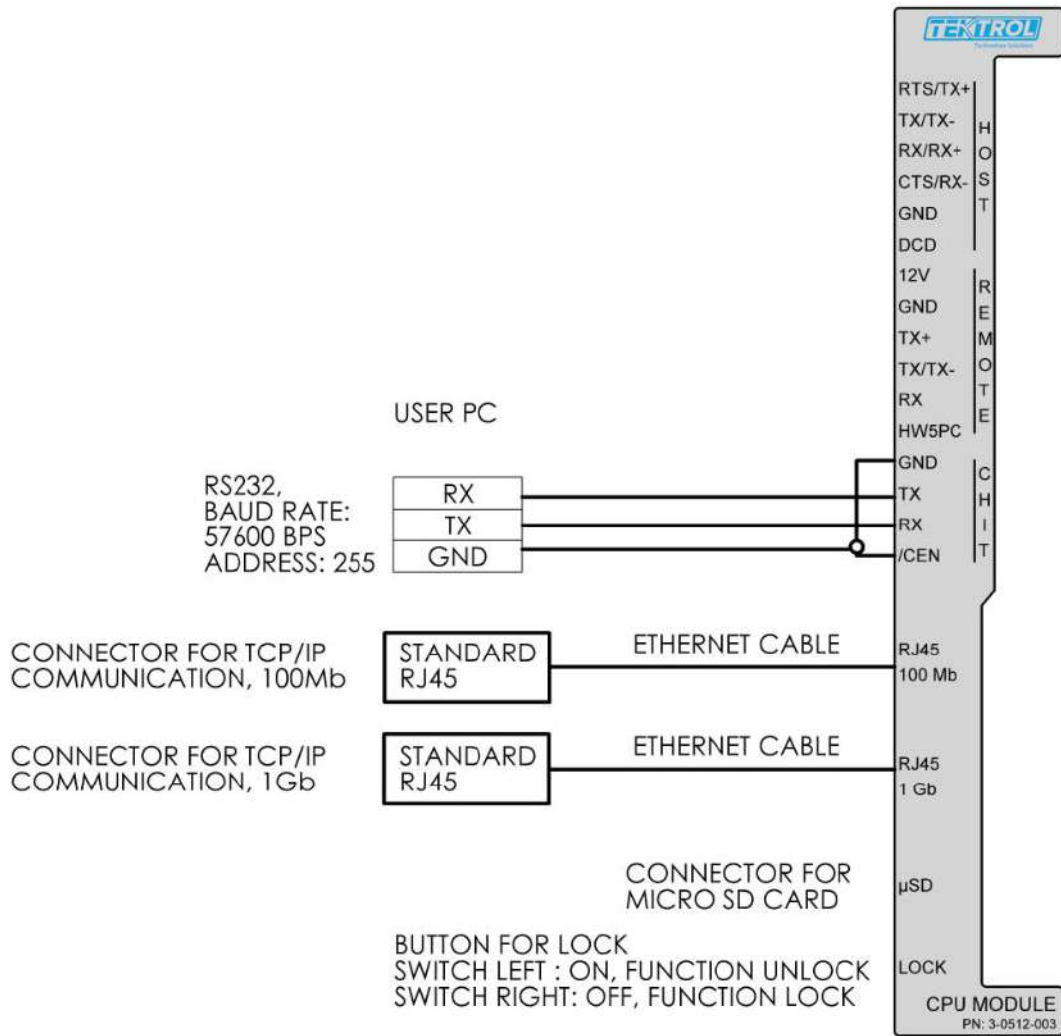 TEKTROL
Technology Solutions
RTS/TX+
TX/TX-
RX/RX+
CTS/RX-
GND
DCD
HOST
12V
GND
TX+
TX/TX-
RX
HW5PC
REMOTE
GND
TX
RX
/CEN
CHIT
USER PC
RS232,
BAUD RATE:
57600 BPS
ADDRESS: 255
RX
TX
GND
CONNECTOR FOR TCP/IP
COMMUNICATION, 100Mb
STANDARD
RJ45
ETHERNET CABLE
RJ45
100 Mb
CONNECTOR FOR TCP/IP
COMMUNICATION, 1Gb
STANDARD
RJ45
ETHERNET CABLE
RJ45
1 Gb
CONNECTOR FOR
MICRO SD CARD
µSD
BUTTON FOR LOCK
SWITCH LEFT : ON, FUNCTION UNLOCK
SWITCH RIGHT: OFF, FUNCTION LOCK
LOCK
CPU MODULE
PN: 3-0512-003